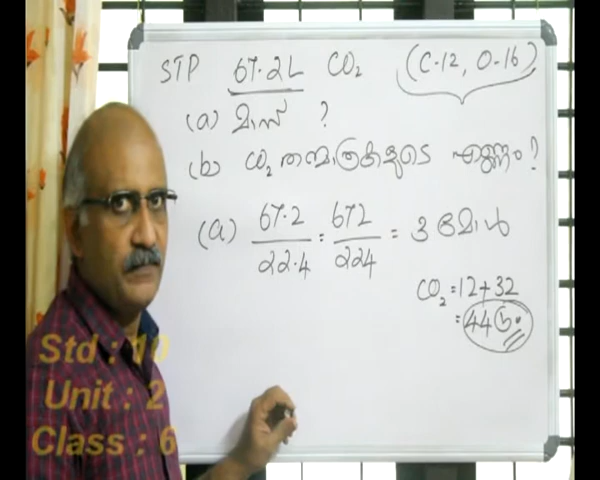 STP 67.2L CO₂ (C-12, O-16)
(a) മാസ് ?
(b) CO₂ തന്മാത്രകളുടെ എണ്ണം?
(a) 67.2/22.4 = 672/224 = 3 മോൾ
CO₂ = 12+32
= 44 ഗ്രാം
Std : 10
Unit : 2
Class : 6